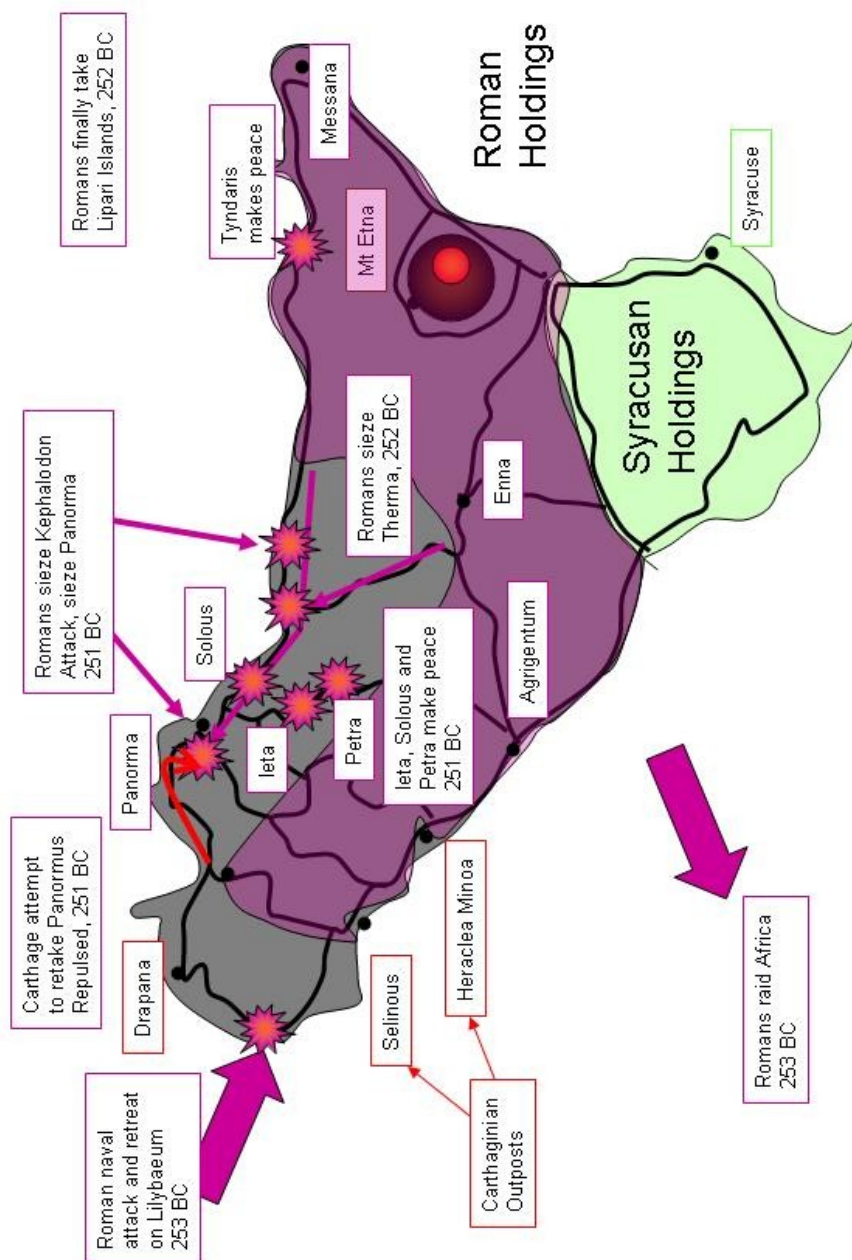 Roman naval
attack and retreat
on Lilybaeum
253 BC
Carthage attempt
to retake Panormus
Repulsed, 251 BC
Romans sieze Kephalodon
Attack, sieze Panorma
251 BC
Romans finally take
Lipari Islands, 252 BC
Drapana
Panorma
Solous
Tyndaris
makes peace
Messana
Ieta
Petra
Romans sieze
Therma, 252 BC
Mt Etna
Roman
Holdings
Selinous
Heraclea Minoa
Ieta, Solous and
Petra make peace
251 BC
Enna
Agrigentum
Carthaginian
Outposts
Syracusan
Holdings
Syracuse
Romans raid Africa
253 BC